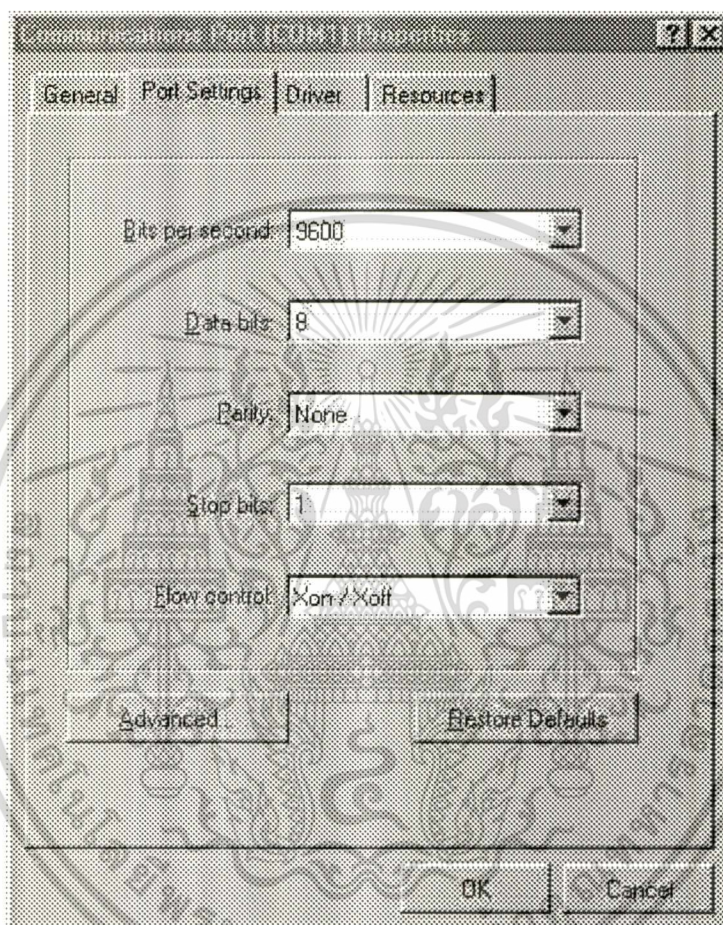 Communications Port (COM1) Properties
General Port Settings Driver Resources
Bits per second: 9600
Data bits: 8
Parity: None
Stop bits: 1
Flow control: Xon / Xoff
Advanced...
Restore Defaults
OK Cancel